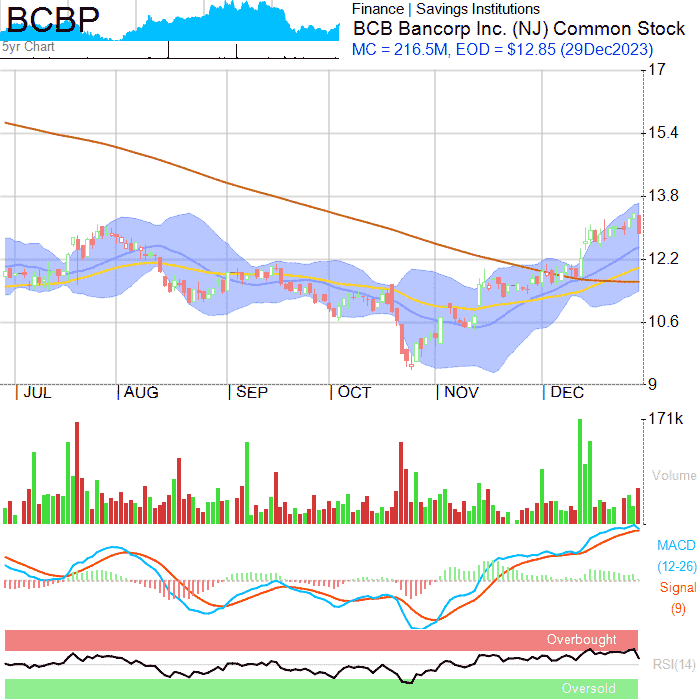 BCBP
5yr Chart
Finance | Savings Institutions
BCB Bancorp Inc. (NJ) Common Stock
MC = 216.5M, EOD = $12.85 (29Dec2023)
17
15.4
13.8
12.2
10.6
9
JUL AUG SEP OCT NOV DEC
171k
Volume
MACD
(12-26)
Signal
(9)
Overbought
RSI(14)
Oversold